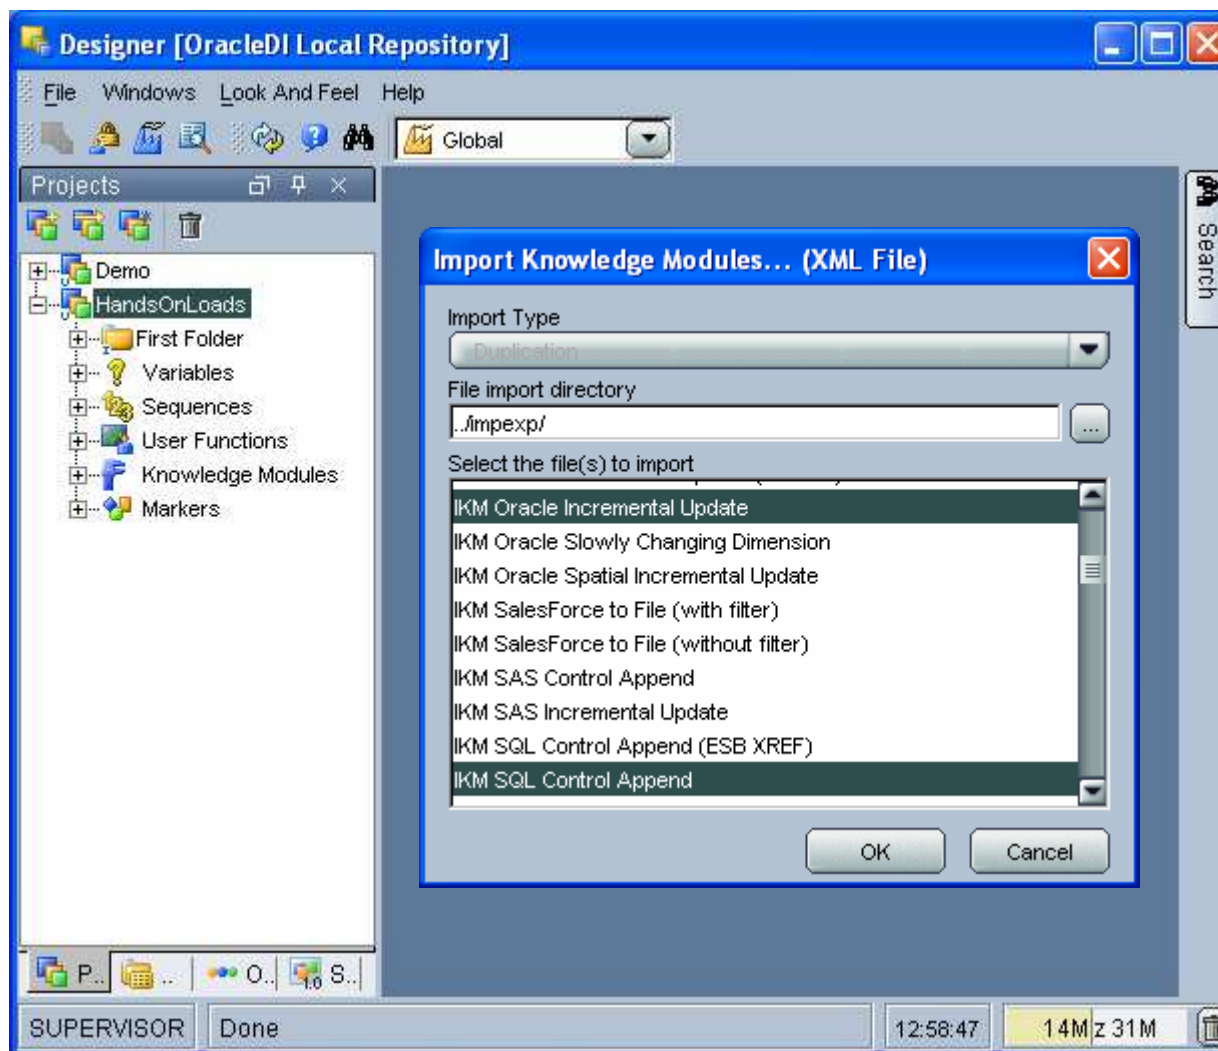 Designer [OracleDI Local Repository]
File Windows Look And Feel Help
Global
Projects
Demo
HandsOnLoads
First Folder
Variables
Sequences
User Functions
Knowledge Modules
Markers
Import Knowledge Modules... (XML File)
Import Type
Duplication
File import directory
../impexp/
...
Select the file(s) to import
IKM Oracle Incremental Update
IKM Oracle Slowly Changing Dimension
IKM Oracle Spatial Incremental Update
IKM SalesForce to File (with filter)
IKM SalesForce to File (without filter)
IKM SAS Control Append
IKM SAS Incremental Update
IKM SQL Control Append (ESB XREF)
IKM SQL Control Append
OK Cancel
Search
P.. .. O.. S..
SUPERVISOR Done 12:58:47 14M z 31M